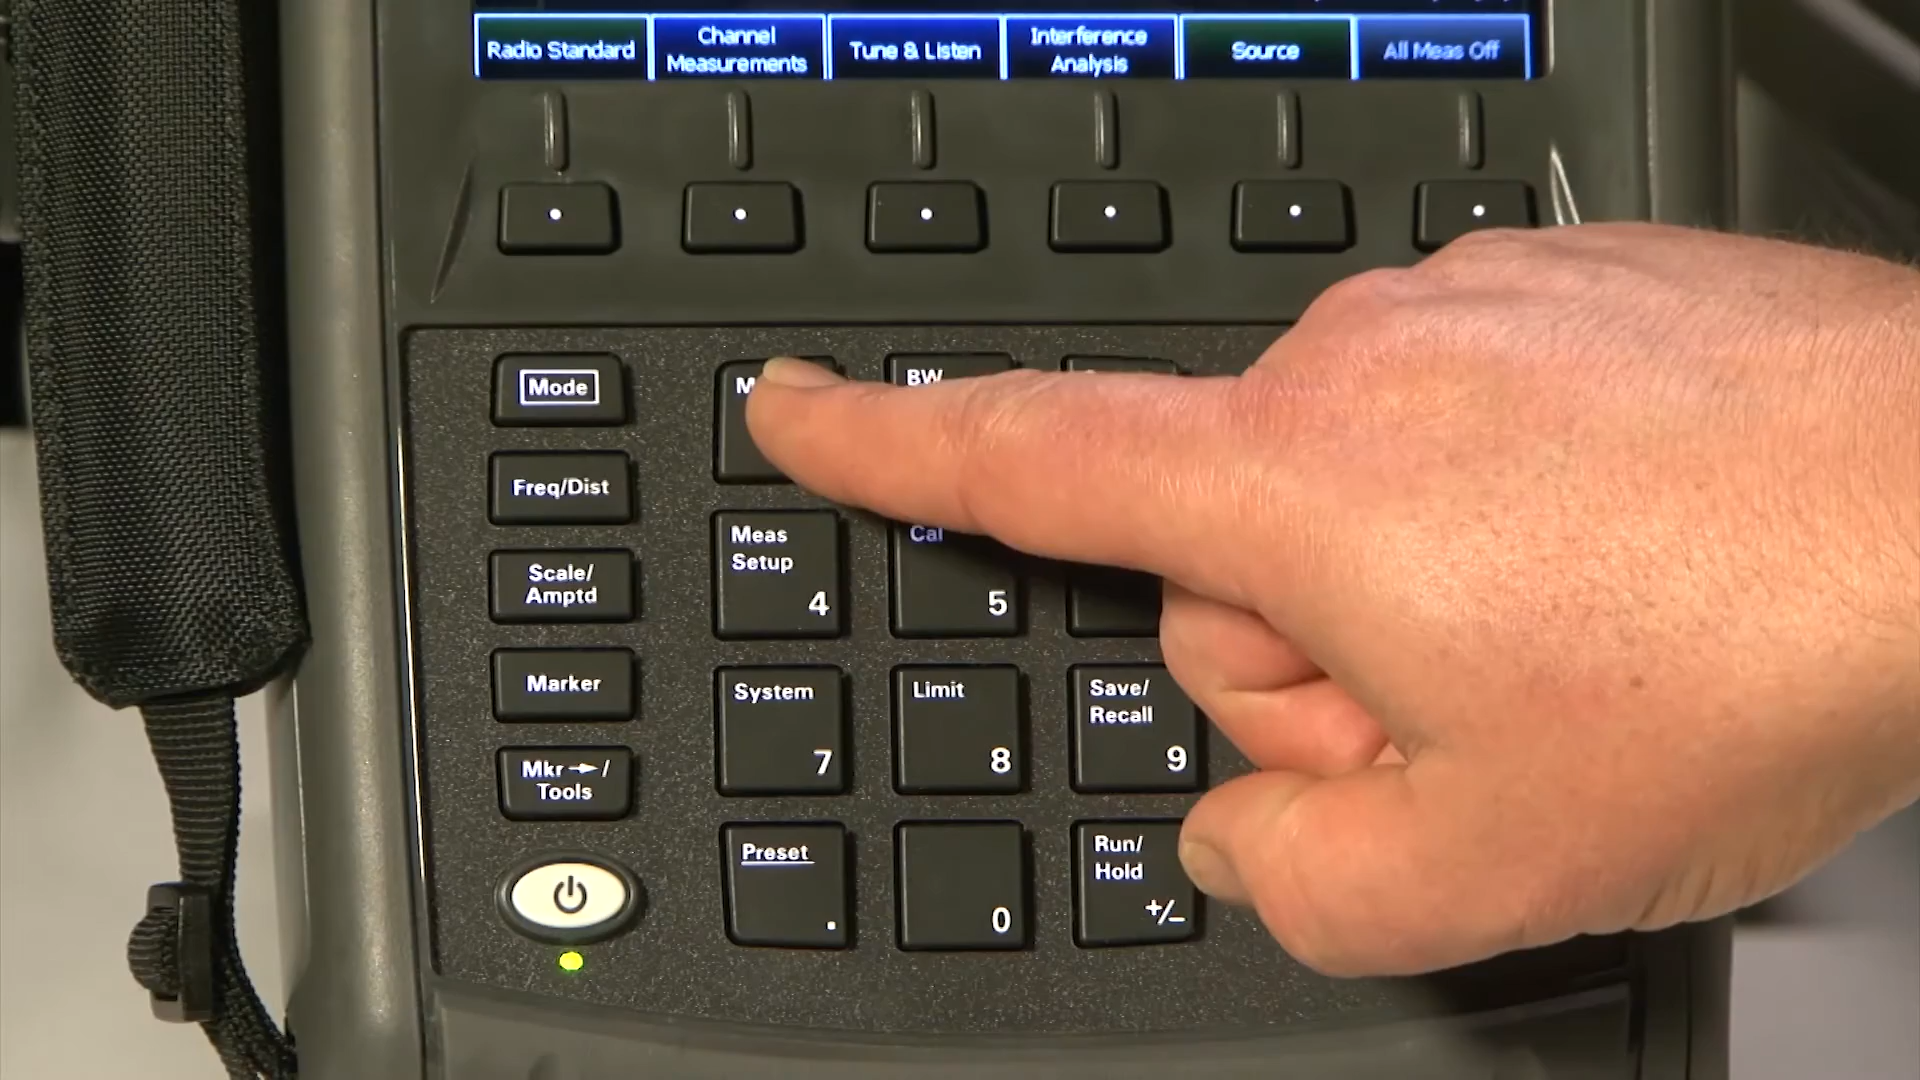 Radio Standard
Channel
Measurements
Tune & Listen
Interference
Analysis
Source
All Meas Off
Mode
BW
Freq/Dist
Scale/
Amptd
Meas
Setup
4
Cal
5
Marker
System
7
Limit
8
Save/
Recall
9
Mkr→/
Tools
Preset
.
0
Run/
Hold
+/−